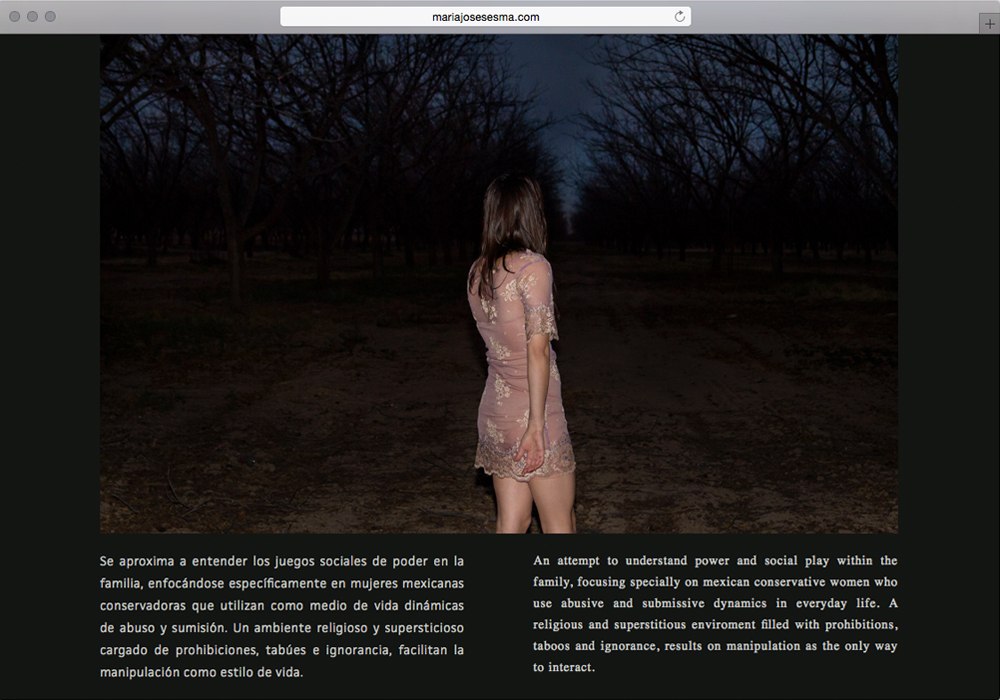 mariajosesesma.com
Se aproxima a entender los juegos sociales de poder en la
familia, enfocándose específicamente en mujeres mexicanas
conservadoras que utilizan como medio de vida dinámicas
de abuso y sumisión. Un ambiente religioso y supersticioso
cargado de prohibiciones, tabúes e ignorancia, facilitan la
manipulación como estilo de vida.
An attempt to understand power and social play within the
family, focusing specially on mexican conservative women who
use abusive and submissive dynamics in everyday life. A
religious and superstitious enviroment filled with prohibitions,
taboos and ignorance, results on manipulation as the only way
to interact.